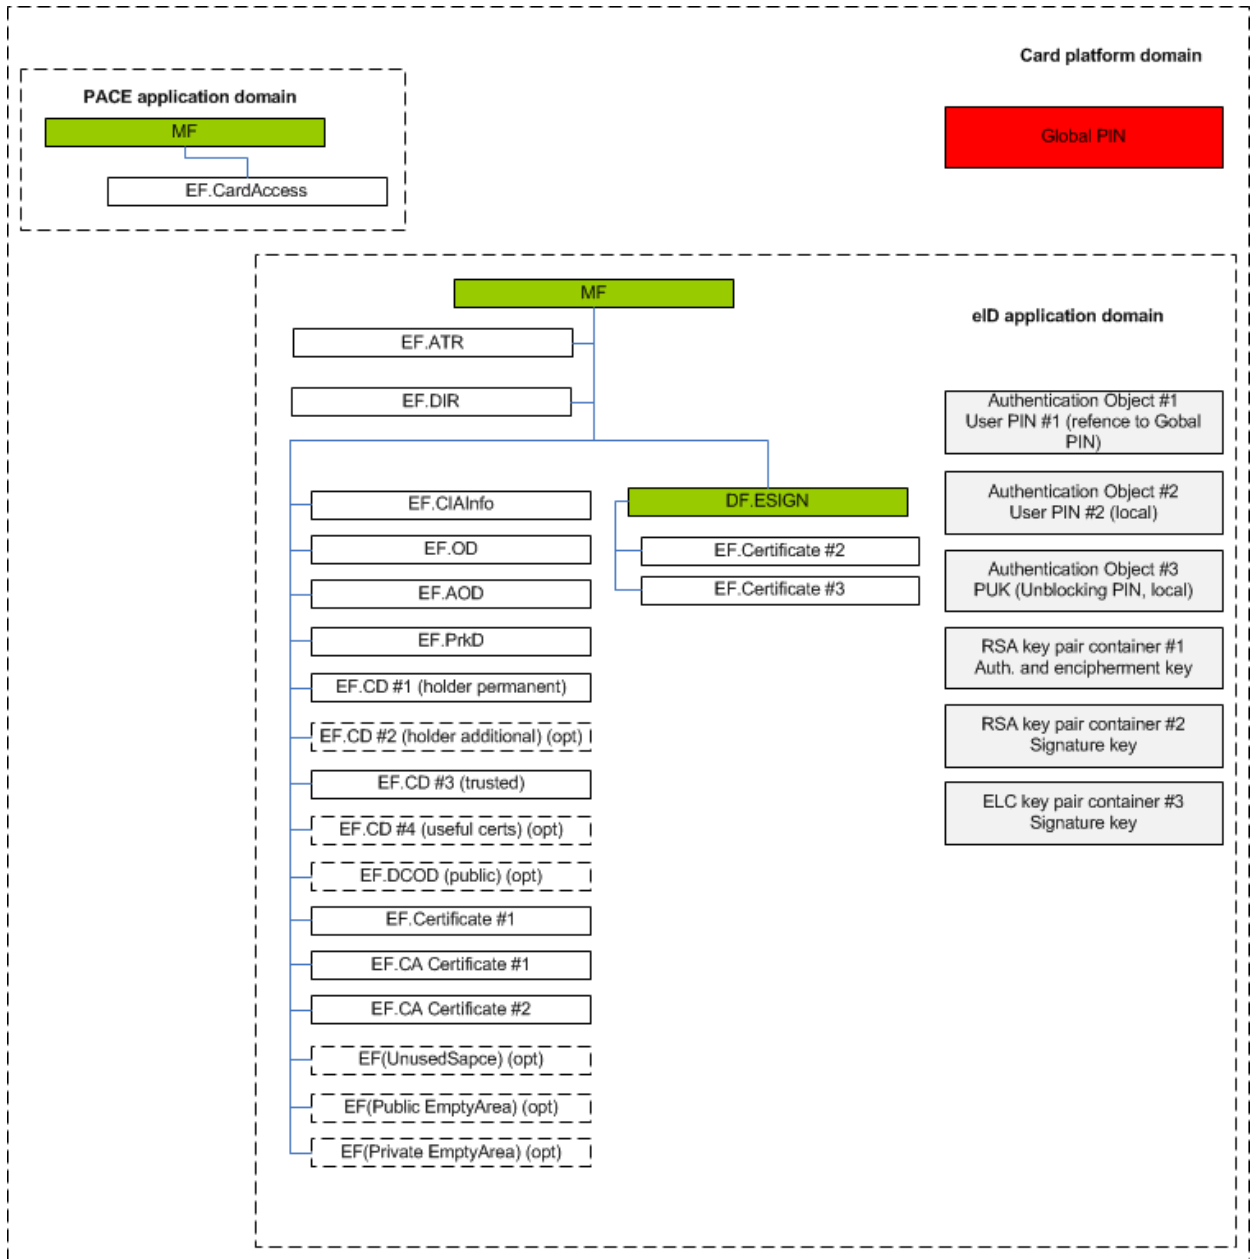 Card platform domain
PACE application domain
MF
EF.CardAccess
Global PIN
MF
eID application domain
EF.ATR
EF.DIR
EF.CIAInfo
EF.OD
EF.AOD
EF.PrkD
EF.CD #1 (holder permanent)
EF.CD #2 (holder additional) (opt)
EF.CD #3 (trusted)
EF.CD #4 (useful certs) (opt)
EF.DCOD (public) (opt)
EF.Certificate #1
EF.CA Certificate #1
EF.CA Certificate #2
EF(UnusedSapce) (opt)
EF(Public EmptyArea) (opt)
EF(Private EmptyArea) (opt)
DF.ESIGN
EF.Certificate #2
EF.Certificate #3
Authentication Object #1
User PIN #1 (refence to Gobal
PIN)
Authentication Object #2
User PIN #2 (local)
Authentication Object #3
PUK (Unblocking PIN, local)
RSA key pair container #1
Auth. and encipherment key
RSA key pair container #2
Signature key
ELC key pair container #3
Signature key